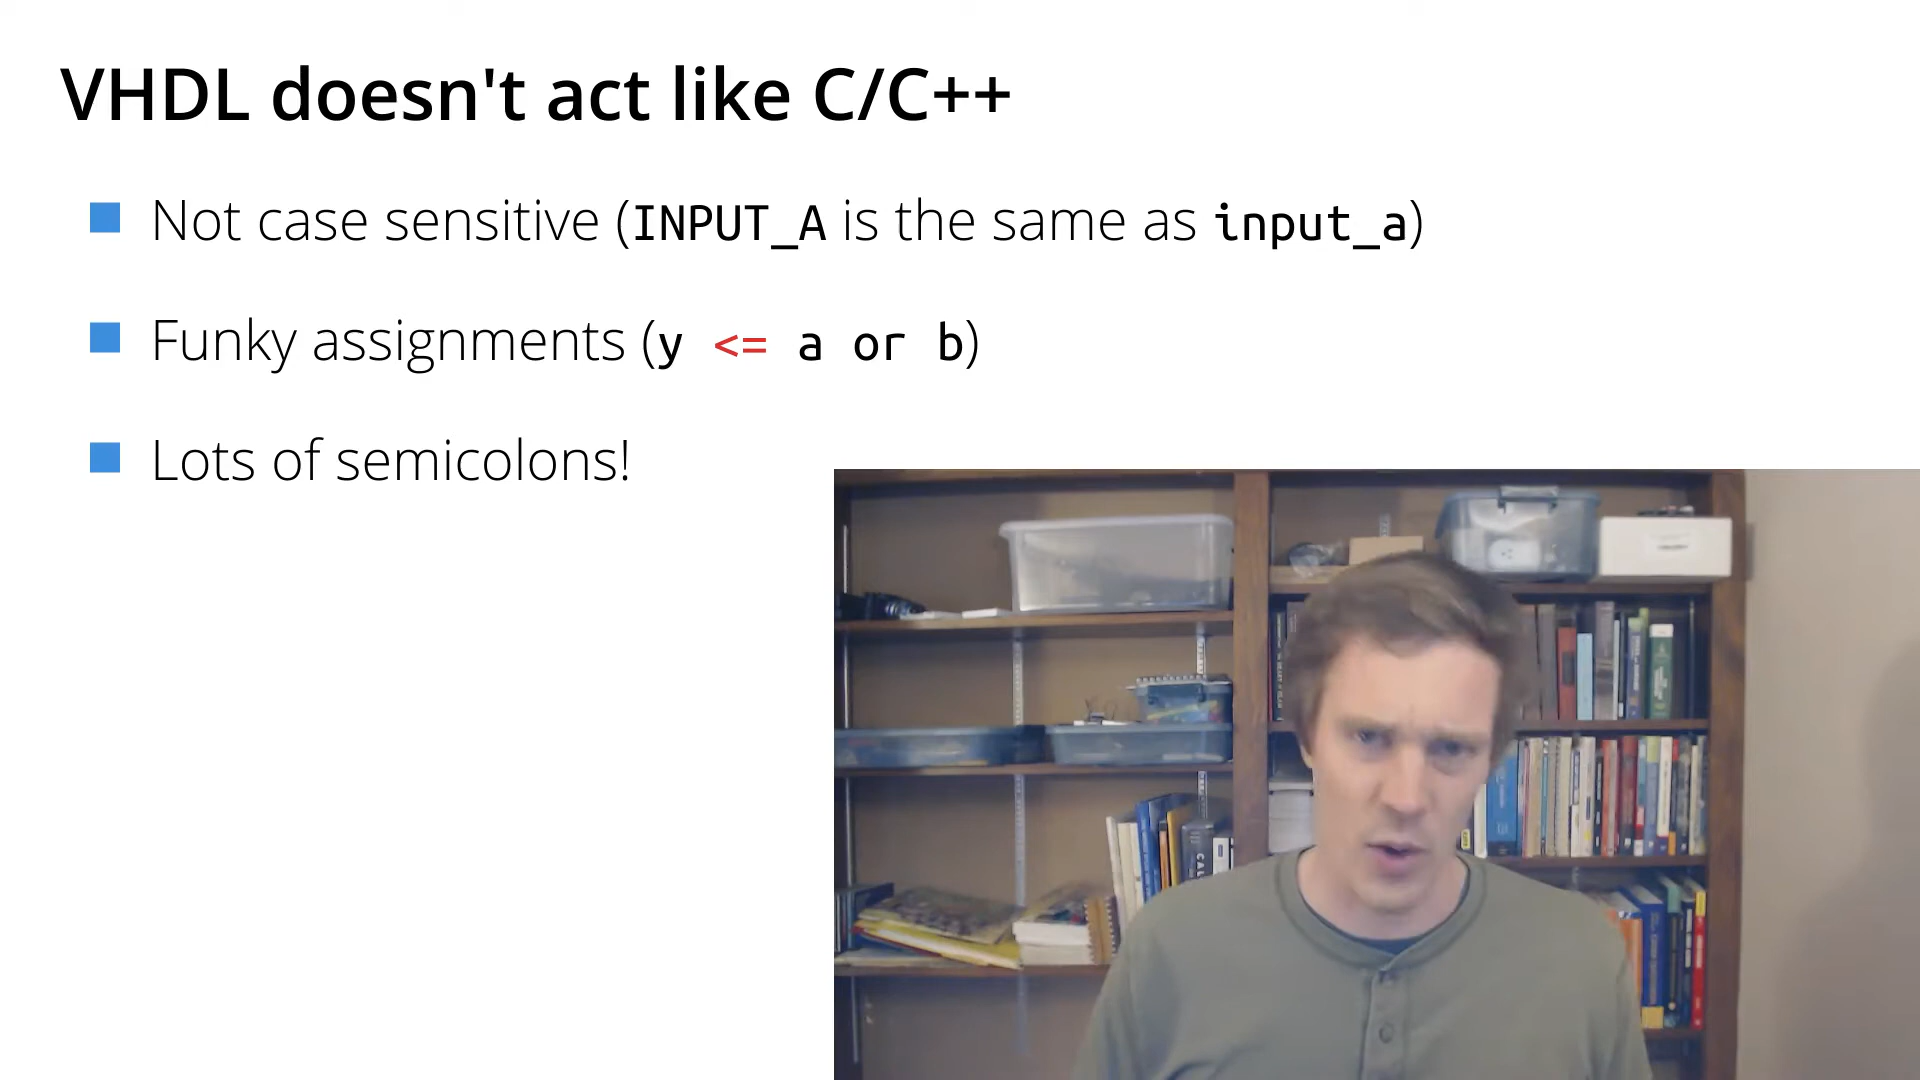 VHDL doesn't act like C/C++
Not case sensitive (INPUT_A is the same as input_a)
Funky assignments (y <= a or b)
Lots of semicolons!